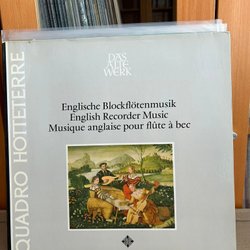 DAS
ALTE
WERK
Englische Blockflötenmusik
English Recorder Music
Musique anglaise pour flûte à bec
QUADRO HOTTETERRE